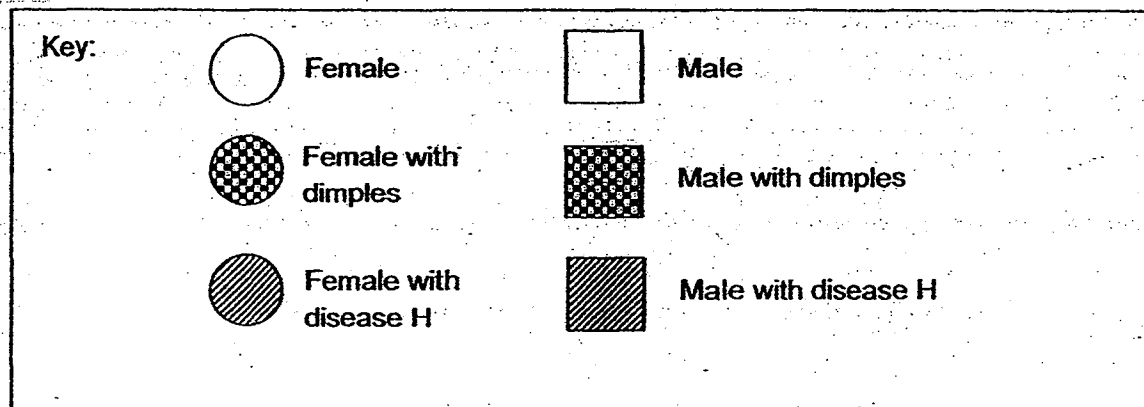 Key:
Female
Male
Female with
dimples
Male with dimples
Female with
disease H
Male with disease H